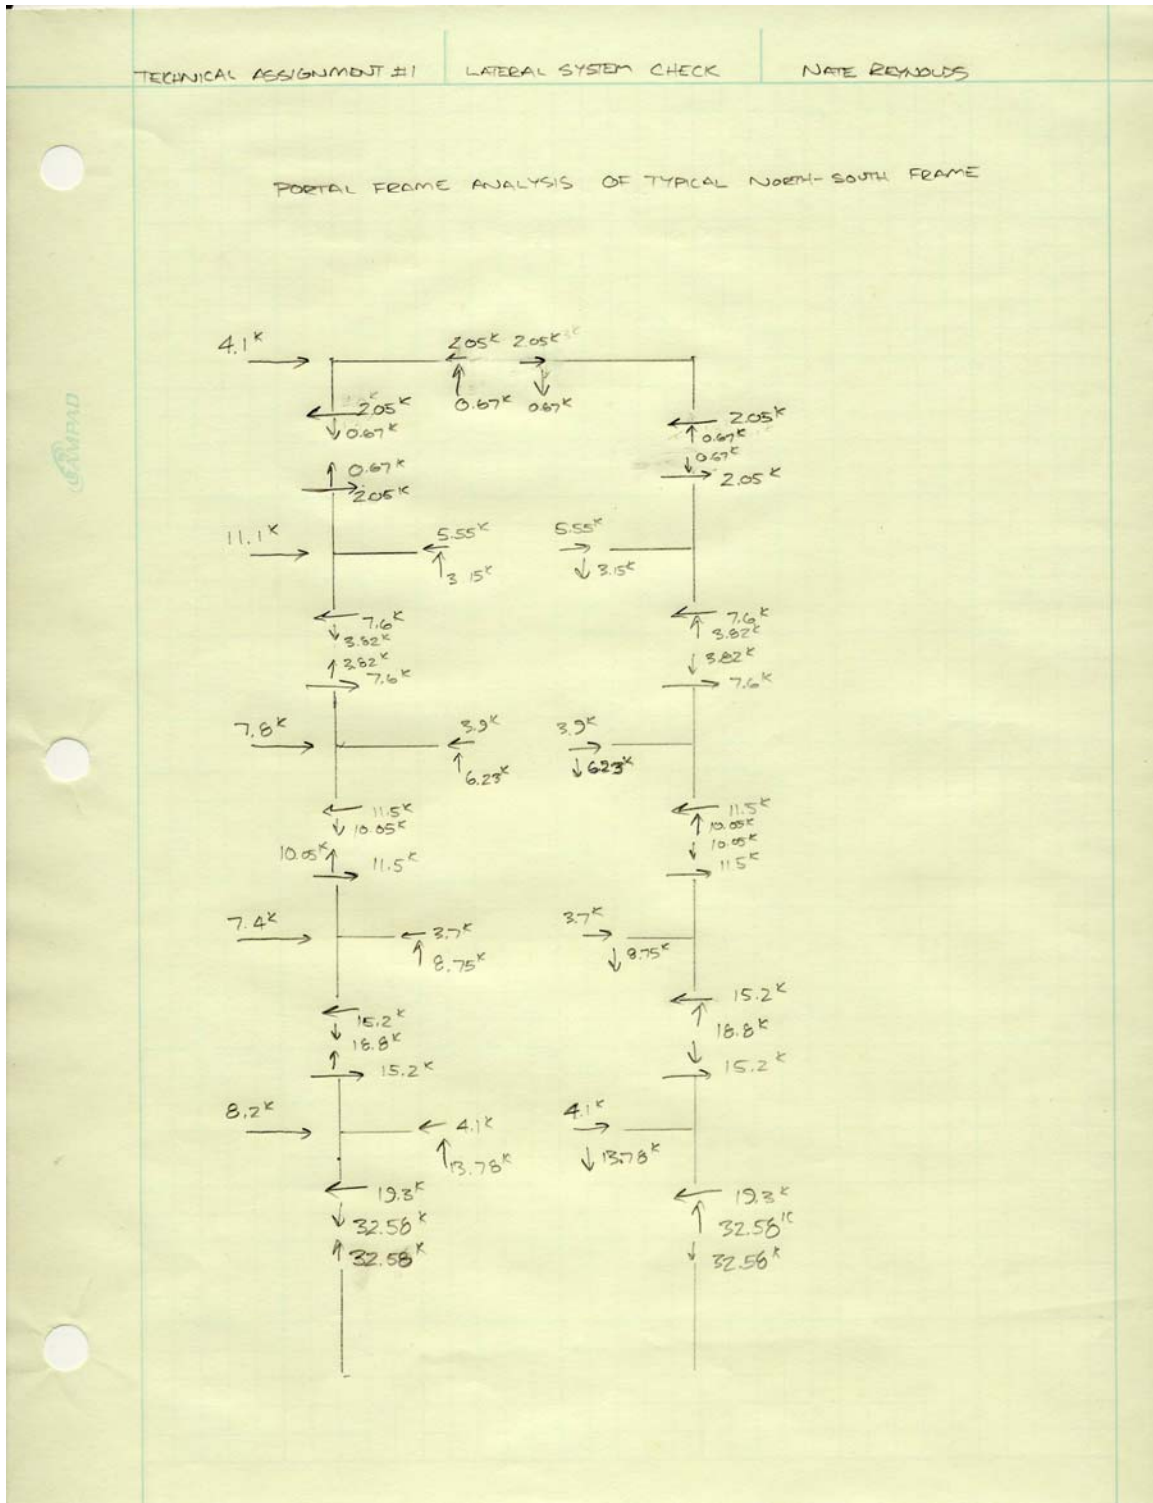 TECHNICAL ASSIGNMENT #1 LATERAL SYSTEM CHECK NATE REYNOLDS
PORTAL FRAME ANALYSIS OF TYPICAL NORTH-SOUTH FRAME
4.1K 2.05K 2.05K
0.67K 0.67K
2.05K 2.05K
0.67K 0.67K
0.67K 0.67K
2.05K 2.05K
11.1K 5.55K 5.55K
3.15K 3.15K
7.6K 7.6K
3.82K 3.82K
3.82K 3.82K
7.6K 7.6K
7.8K 3.9K 3.9K
6.23K 6.23K
11.5K 11.5K
10.05K 10.05K
10.05K 10.05K
11.5K 11.5K
7.4K 3.7K 3.7K
8.75K 8.75K
15.2K 15.2K
18.8K 18.8K
15.2K 15.2K
8.2K 4.1K 4.1K
13.78K 13.78K
19.3K 19.3K
32.58K 32.58K
32.58K 32.58K
AMPAD